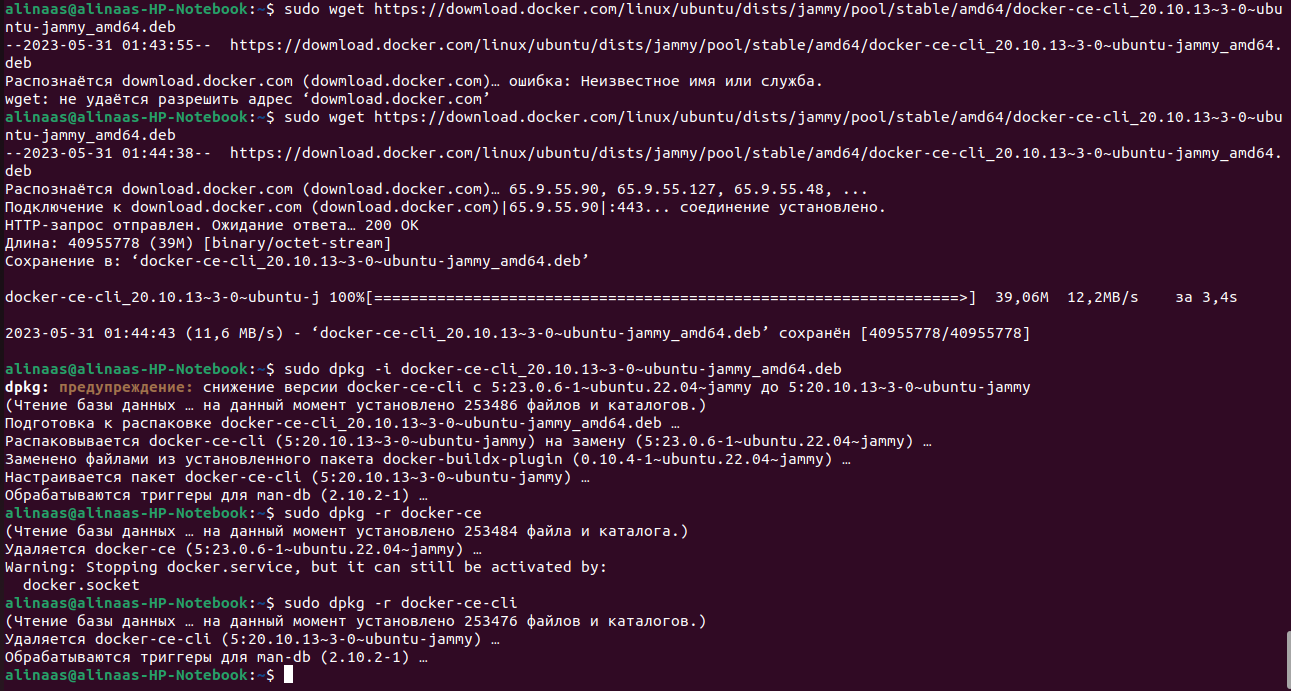 alinaas@alinaas-HP-Notebook:~$ sudo wget https://dowmload.docker.com/linux/ubuntu/dists/jammy/pool/stable/amd64/docker-ce-cli_20.10.13~3-0~ubu
ntu-jammy_amd64.deb
--2023-05-31 01:43:55--  https://dowmload.docker.com/linux/ubuntu/dists/jammy/pool/stable/amd64/docker-ce-cli_20.10.13~3-0~ubuntu-jammy_amd64.
deb
Распознаётся dowmload.docker.com (dowmload.docker.com)… ошибка: Неизвестное имя или служба.
wget: не удаётся разрешить адрес ‘dowmload.docker.com’
alinaas@alinaas-HP-Notebook:~$ sudo wget https://download.docker.com/linux/ubuntu/dists/jammy/pool/stable/amd64/docker-ce-cli_20.10.13~3-0~ubu
ntu-jammy_amd64.deb
--2023-05-31 01:44:38--  https://download.docker.com/linux/ubuntu/dists/jammy/pool/stable/amd64/docker-ce-cli_20.10.13~3-0~ubuntu-jammy_amd64.
deb
Распознаётся download.docker.com (download.docker.com)… 65.9.55.90, 65.9.55.127, 65.9.55.48, ...
Подключение к download.docker.com (download.docker.com)|65.9.55.90|:443... соединение установлено.
HTTP-запрос отправлен. Ожидание ответа… 200 OK
Длина: 40955778 (39M) [binary/octet-stream]
Сохранение в: ‘docker-ce-cli_20.10.13~3-0~ubuntu-jammy_amd64.deb’
docker-ce-cli_20.10.13~3-0~ubuntu-j 100%[=================================================================>]  39,06M  12,2MB/s    за 3,4s
2023-05-31 01:44:43 (11,6 MB/s) - ‘docker-ce-cli_20.10.13~3-0~ubuntu-jammy_amd64.deb’ сохранён [40955778/40955778]
alinaas@alinaas-HP-Notebook:~$ sudo dpkg -i docker-ce-cli_20.10.13~3-0~ubuntu-jammy_amd64.deb
dpkg: предупреждение: снижение версии docker-ce-cli с 5:23.0.6-1~ubuntu.22.04~jammy до 5:20.10.13~3-0~ubuntu-jammy
(Чтение базы данных … на данный момент установлено 253486 файлов и каталогов.)
Подготовка к распаковке docker-ce-cli_20.10.13~3-0~ubuntu-jammy_amd64.deb …
Распаковывается docker-ce-cli (5:20.10.13~3-0~ubuntu-jammy) на замену (5:23.0.6-1~ubuntu.22.04~jammy) …
Заменено файлами из установленного пакета docker-buildx-plugin (0.10.4-1~ubuntu.22.04~jammy) …
Настраивается пакет docker-ce-cli (5:20.10.13~3-0~ubuntu-jammy) …
Обрабатываются триггеры для man-db (2.10.2-1) …
alinaas@alinaas-HP-Notebook:~$ sudo dpkg -r docker-ce
(Чтение базы данных … на данный момент установлено 253484 файла и каталога.)
Удаляется docker-ce (5:23.0.6-1~ubuntu.22.04~jammy) …
Warning: Stopping docker.service, but it can still be activated by:
  docker.socket
alinaas@alinaas-HP-Notebook:~$ sudo dpkg -r docker-ce-cli
(Чтение базы данных … на данный момент установлено 253476 файлов и каталогов.)
Удаляется docker-ce-cli (5:20.10.13~3-0~ubuntu-jammy) …
Обрабатываются триггеры для man-db (2.10.2-1) …
alinaas@alinaas-HP-Notebook:~$